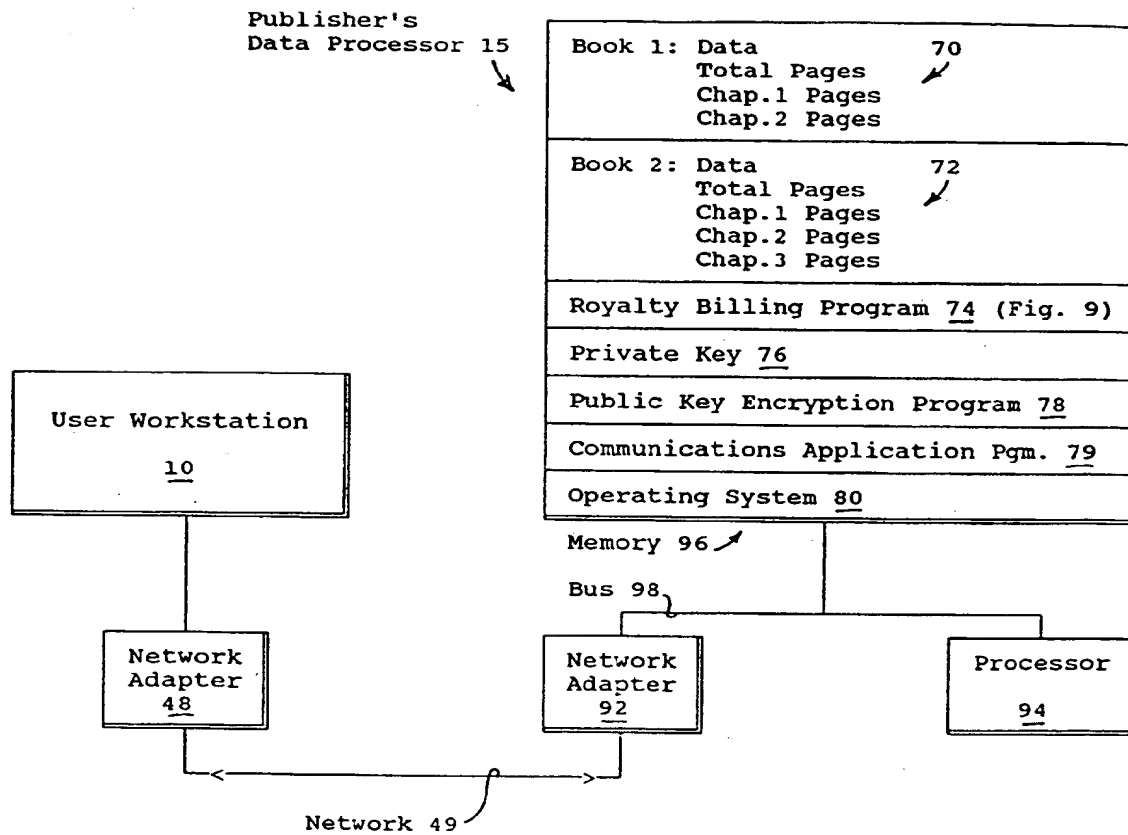 Publisher's
Data Processor 15
Book 1: Data 70
Total Pages
Chap.1 Pages
Chap.2 Pages
Book 2: Data 72
Total Pages
Chap.1 Pages
Chap.2 Pages
Chap.3 Pages
Royalty Billing Program 74 (Fig. 9)
Private Key 76
Public Key Encryption Program 78
Communications Application Pgm. 79
Operating System 80
User Workstation
10
Memory 96
Bus 98
Network
Adapter
48
Network
Adapter
92
Processor
94
Network 49